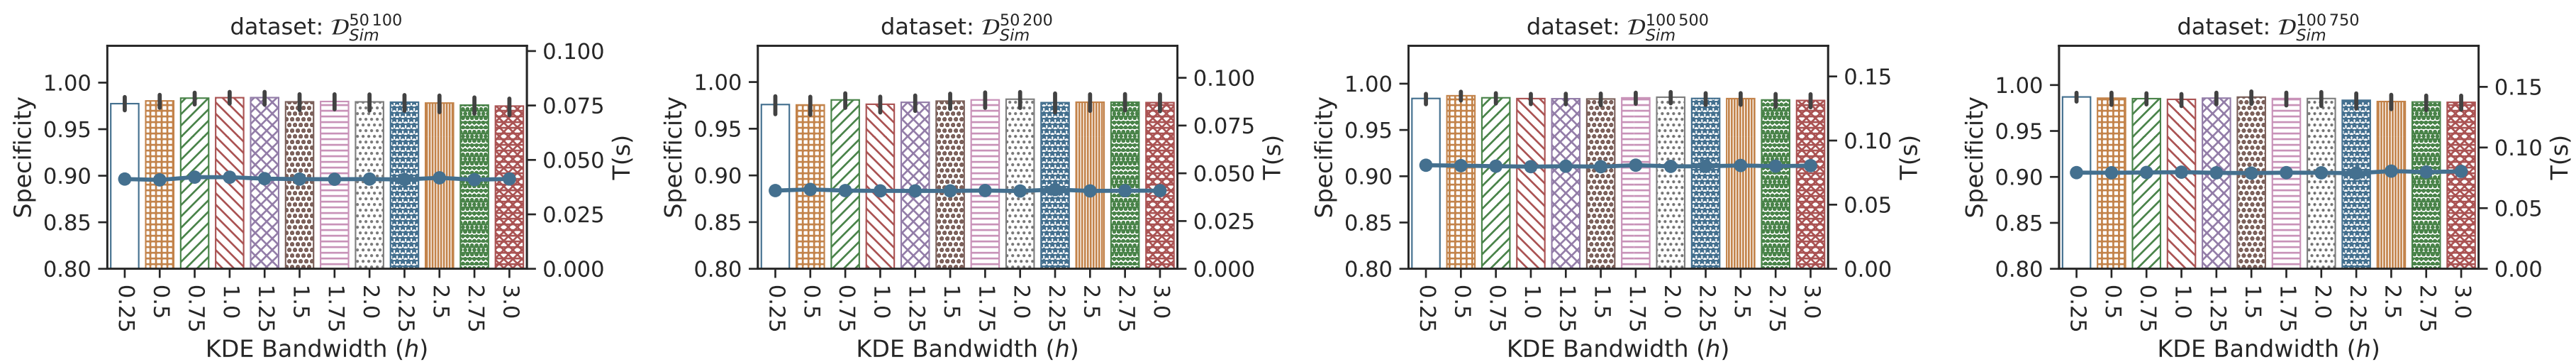 dataset: 𝒟_Sim^50 100
Specificity
1.00
0.95
0.90
0.85
0.80
0.100
0.075
0.050
0.025
0.000
T(s)
0.25 0.5 0.75 1.0 1.25 1.5 1.75 2.0 2.25 2.5 2.75 3.0
KDE Bandwidth (h)
dataset: 𝒟_Sim^50 200
Specificity
1.00
0.95
0.90
0.85
0.80
0.100
0.075
0.050
0.025
0.000
T(s)
0.25 0.5 0.75 1.0 1.25 1.5 1.75 2.0 2.25 2.5 2.75 3.0
KDE Bandwidth (h)
dataset: 𝒟_Sim^100 500
Specificity
1.00
0.95
0.90
0.85
0.80
0.15
0.10
0.05
0.00
T(s)
0.25 0.5 0.75 1.0 1.25 1.5 1.75 2.0 2.25 2.5 2.75 3.0
KDE Bandwidth (h)
dataset: 𝒟_Sim^100 750
Specificity
1.00
0.95
0.90
0.85
0.80
0.15
0.10
0.05
0.00
T(s)
0.25 0.5 0.75 1.0 1.25 1.5 1.75 2.0 2.25 2.5 2.75 3.0
KDE Bandwidth (h)